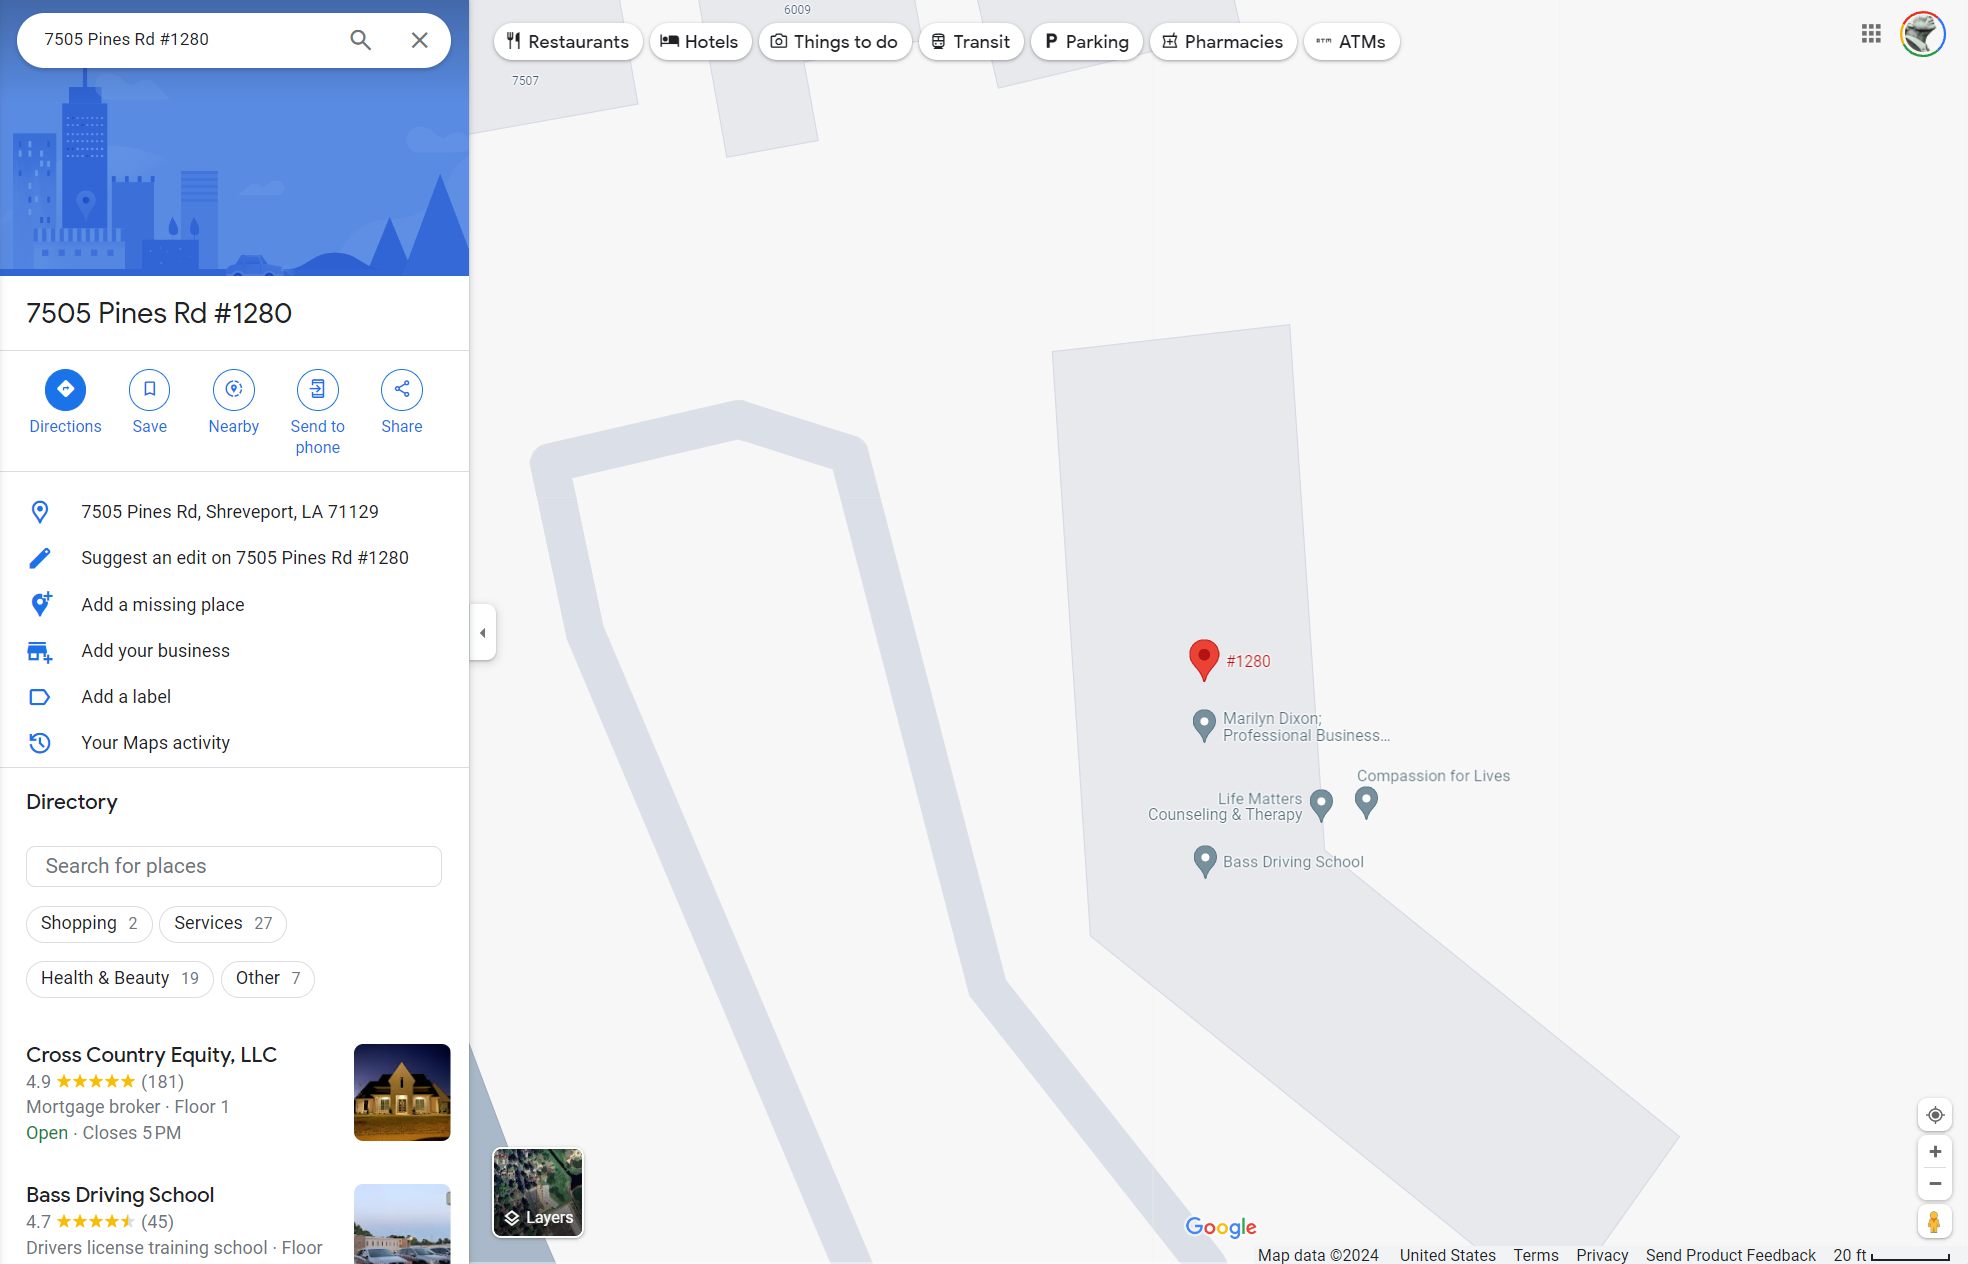 7505 Pines Rd #1280
Restaurants
Hotels
Things to do
Transit
Parking
Pharmacies
ATM
ATMs
6009
7507
7505 Pines Rd #1280
Directions
Save
Nearby
Send to
phone
Share
7505 Pines Rd, Shreveport, LA 71129
Suggest an edit on 7505 Pines Rd #1280
Add a missing place
Add your business
Add a label
Your Maps activity
Directory
Search for places
Shopping 2
Services 27
Health & Beauty 19
Other 7
Cross Country Equity, LLC
4.9 (181)
Mortgage broker · Floor 1
Open · Closes 5 PM
Bass Driving School
4.7 (45)
Drivers license training school · Floor
#1280
Marilyn Dixon;
Professional Business...
Compassion for Lives
Life Matters
Counseling & Therapy
Bass Driving School
Layers
Google
Map data ©2024
United States
Terms
Privacy
Send Product Feedback
20 ft